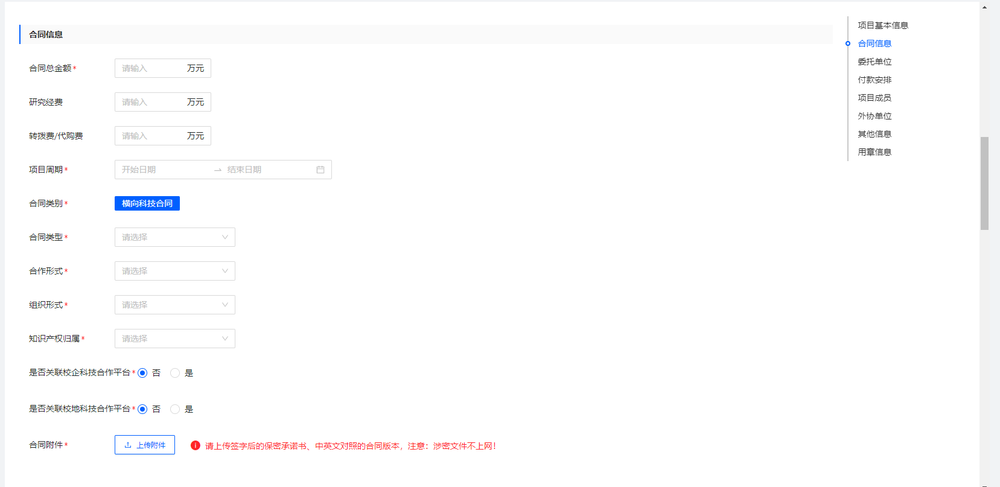 合同信息
合同总金额* 请输入 万元
研究经费 请输入 万元
转拨费/代购费 请输入 万元
项目周期* 开始日期 → 结束日期
合同类别* 横向科技合同
合同类型* 请选择
合作形式* 请选择
组织形式* 请选择
知识产权归属* 请选择
是否关联校企科技合作平台* 否 是
是否关联校地科技合作平台* 否 是
合同附件* 上传附件 请上传签字后的保密承诺书、中英文对照的合同版本，注意：涉密文件不上网！
项目基本信息
合同信息
委托单位
付款安排
项目成员
外协单位
其他信息
用章信息